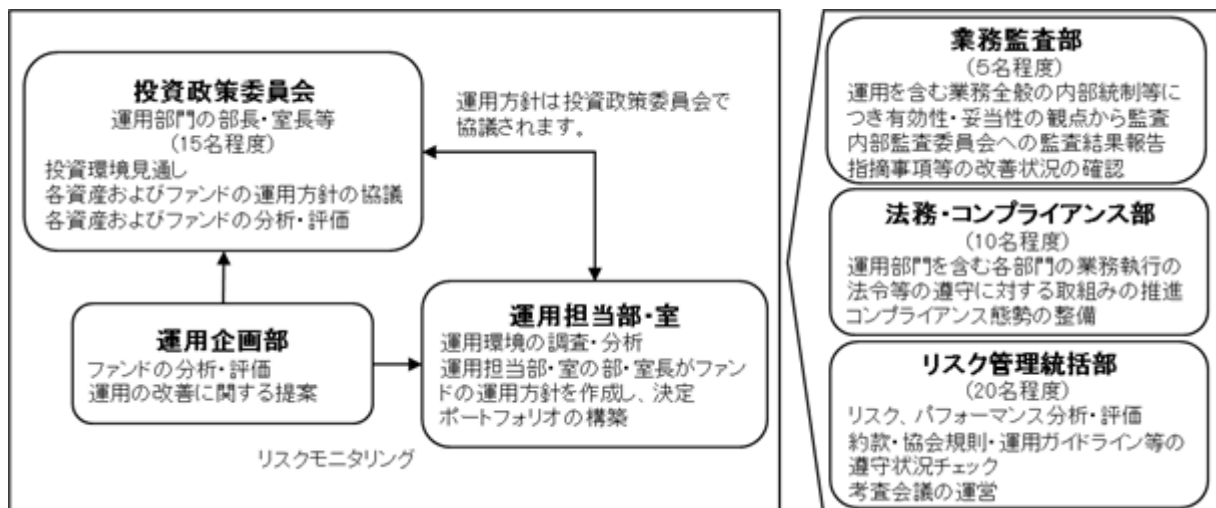 投資政策委員会
運用部門の部長・室長等
(15名程度)
投資環境見通し
各資産およびファンドの運用方針の協議
各資産およびファンドの分析・評価
運用方針は投資政策委員会で
協議されます。
運用企画部
ファンドの分析・評価
運用の改善に関する提案
運用担当部・室
運用環境の調査・分析
運用担当部・室の部・室長がファン
ドの運用方針を作成し、決定
ポートフォリオの構築
リスクモニタリング
業務監査部
(5名程度)
運用を含む業務全般の内部統制等に
つき有効性・妥当性の観点から監査
内部監査委員会への監査結果報告
指摘事項等の改善状況の確認
法務・コンプライアンス部
(10名程度)
運用部門を含む各部門の業務執行の
法令等の遵守に対する取組みの推進
コンプライアンス態勢の整備
リスク管理統括部
(20名程度)
リスク、パフォーマンス分析・評価
約款・協会規則・運用ガイドライン等の
遵守状況チェック
考査会議の運営